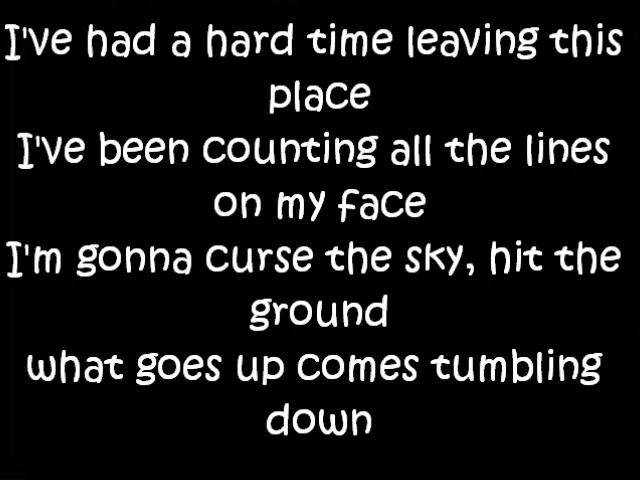 I've had a hard time leaving this
place
I've been counting all the lines
on my face
I'm gonna curse the sky, hit the
ground
what goes up comes tumbling
down